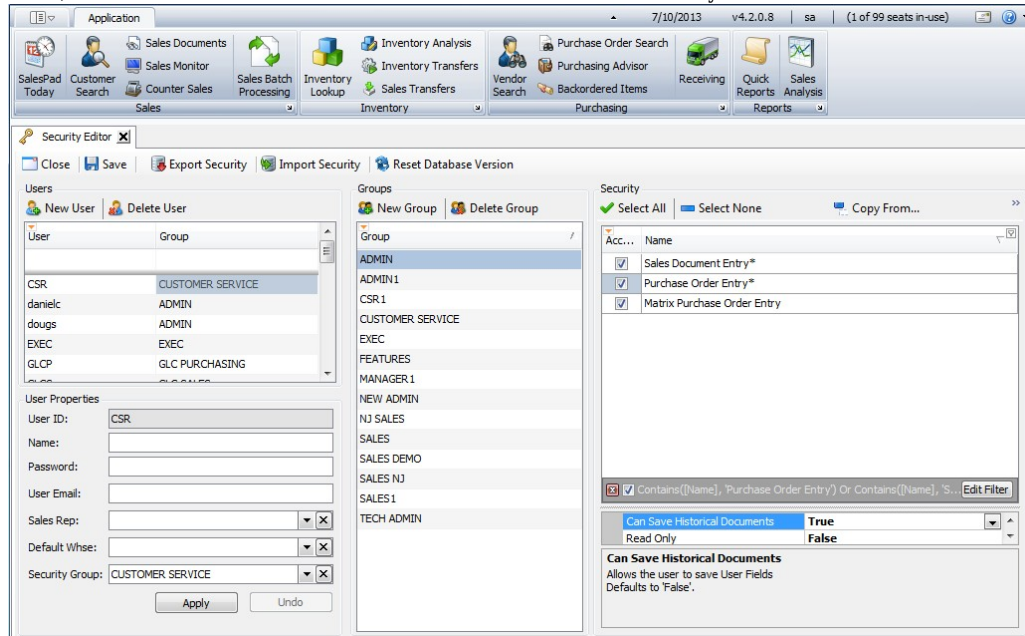 Application 7/10/2013 v4.2.0.8 sa (1 of 99 seats in-use)
Sales Documents Inventory Analysis Purchase Order Search
Sales Monitor Inventory Transfers Purchasing Advisor
Counter Sales Sales Transfers Backordered Items
SalesPad Today Customer Search Sales Batch Processing Inventory Lookup Vendor Search Receiving Quick Reports Sales Analysis
Sales Inventory Purchasing Reports
Security Editor
Close Save Export Security Import Security Reset Database Version
Users Groups Security
New User Delete User New Group Delete Group Select All Select None Copy From...
User Group
CSR CUSTOMER SERVICE
danielc ADMIN
dougs ADMIN
EXEC EXEC
GLCP GLC PURCHASING
User Properties
User ID: CSR
Name:
Password:
User Email:
Sales Rep:
Default Whse:
Security Group: CUSTOMER SERVICE
Apply Undo
Group /
ADMIN
ADMIN1
CSR1
CUSTOMER SERVICE
EXEC
FEATURES
MANAGER1
NEW ADMIN
NJ SALES
SALES
SALES DEMO
SALES NJ
SALES1
TECH ADMIN
Acc... Name
Sales Document Entry*
Purchase Order Entry*
Matrix Purchase Order Entry
Contains([Name], 'Purchase Order Entry') Or Contains([Name], 'S... Edit Filter
Can Save Historical Documents True
Read Only False
Can Save Historical Documents
Allows the user to save User Fields
Defaults to 'False'.